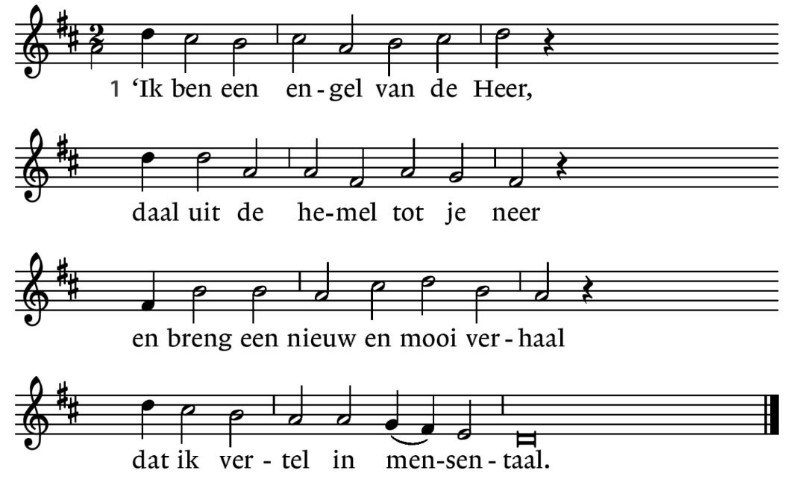 2
1 ‘Ik ben een en-gel van de Heer,
daal uit de he-mel tot je neer
en breng een nieuw en mooi ver-haal
dat ik ver-tel in men-sen-taal.